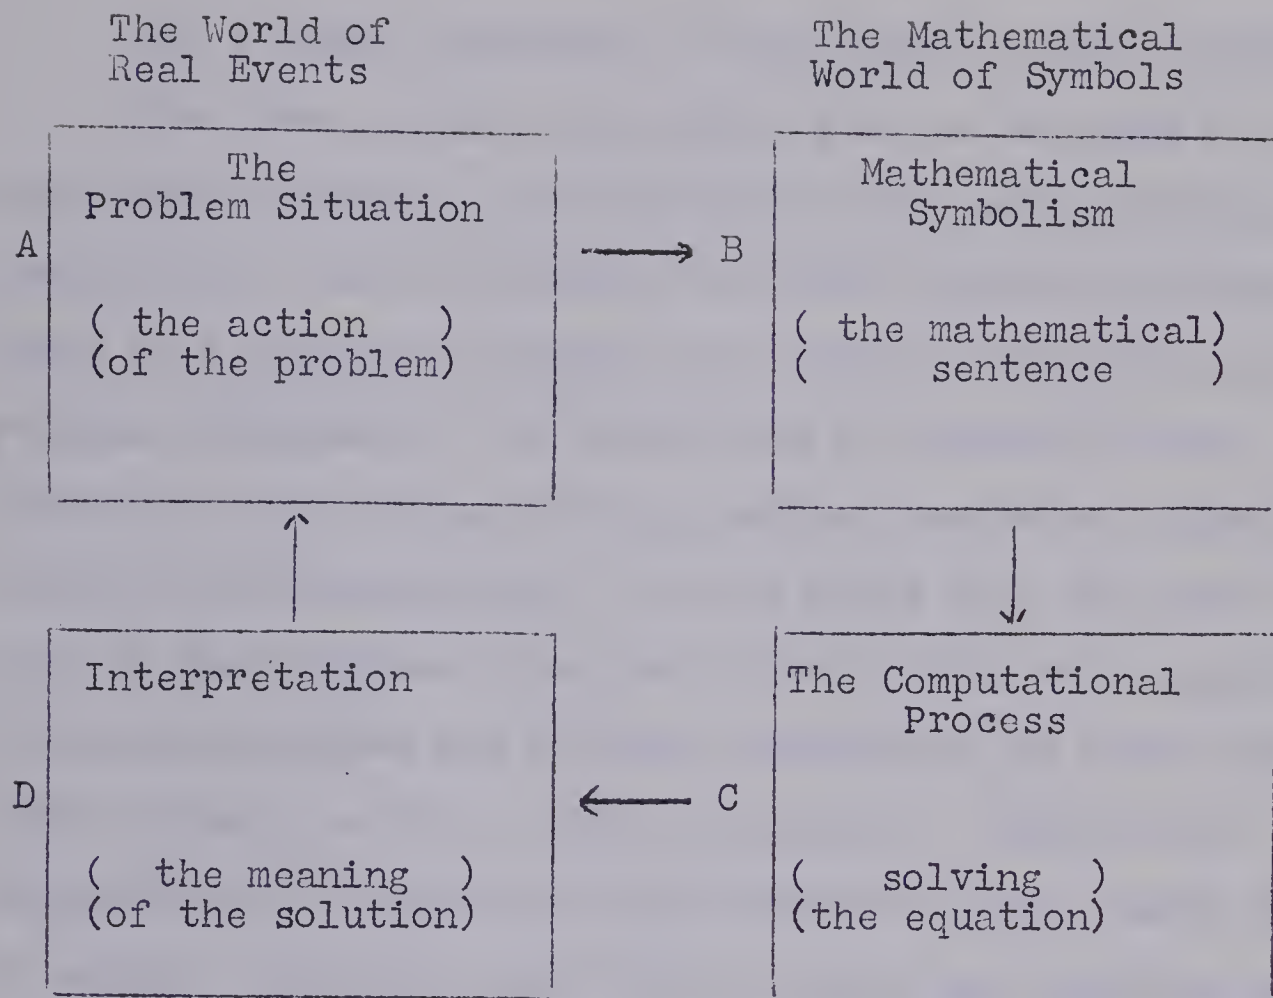 The World of
Real Events
The Mathematical
World of Symbols
A
The
Problem Situation
( the action )
(of the problem)
B
Mathematical
Symbolism
( the mathematical)
( sentence )
D
Interpretation
( the meaning )
(of the solution)
C
The Computational
Process
( solving )
(the equation)